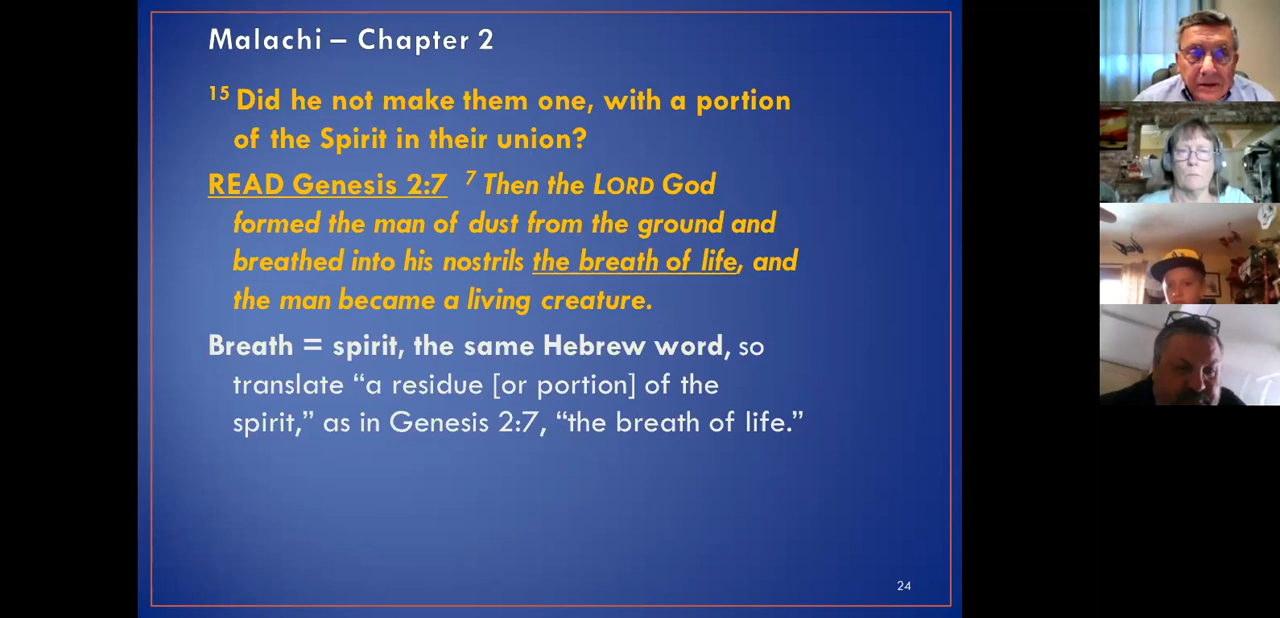 Malachi – Chapter 2
15 Did he not make them one, with a portion
of the Spirit in their union?
READ Genesis 2:7 7 Then the LORD God
formed the man of dust from the ground and
breathed into his nostrils the breath of life, and
the man became a living creature.
Breath = spirit, the same Hebrew word, so
translate “a residue [or portion] of the
spirit,” as in Genesis 2:7, “the breath of life.”
24